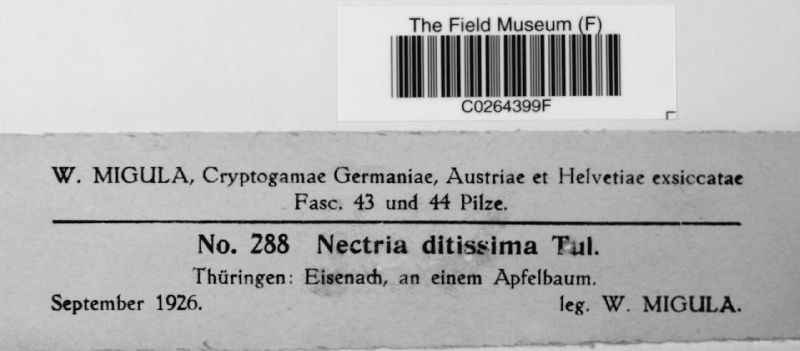 The Field Museum (F)
C0264399F
W. MIGULA, Cryptogamae Germaniae, Austriae et Helvetiae exsiccatae
Fasc. 43 und 44 Pilze.
No. 288 Nectria ditissima Tul.
Thüringen: Eisenach, an einem Apfelbaum.
September 1926. leg. W. MIGULA.